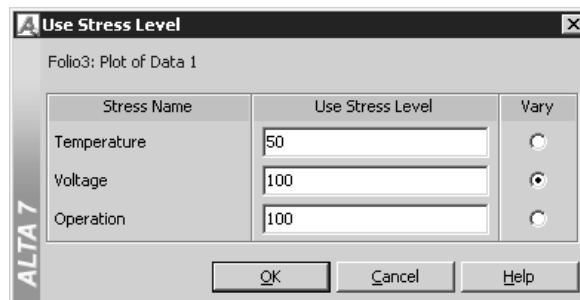 Use Stress Level
Folio3: Plot of Data 1
Stress Name Use Stress Level Vary
Temperature 50
Voltage 100
Operation 100
OK Cancel Help
ALTA 7